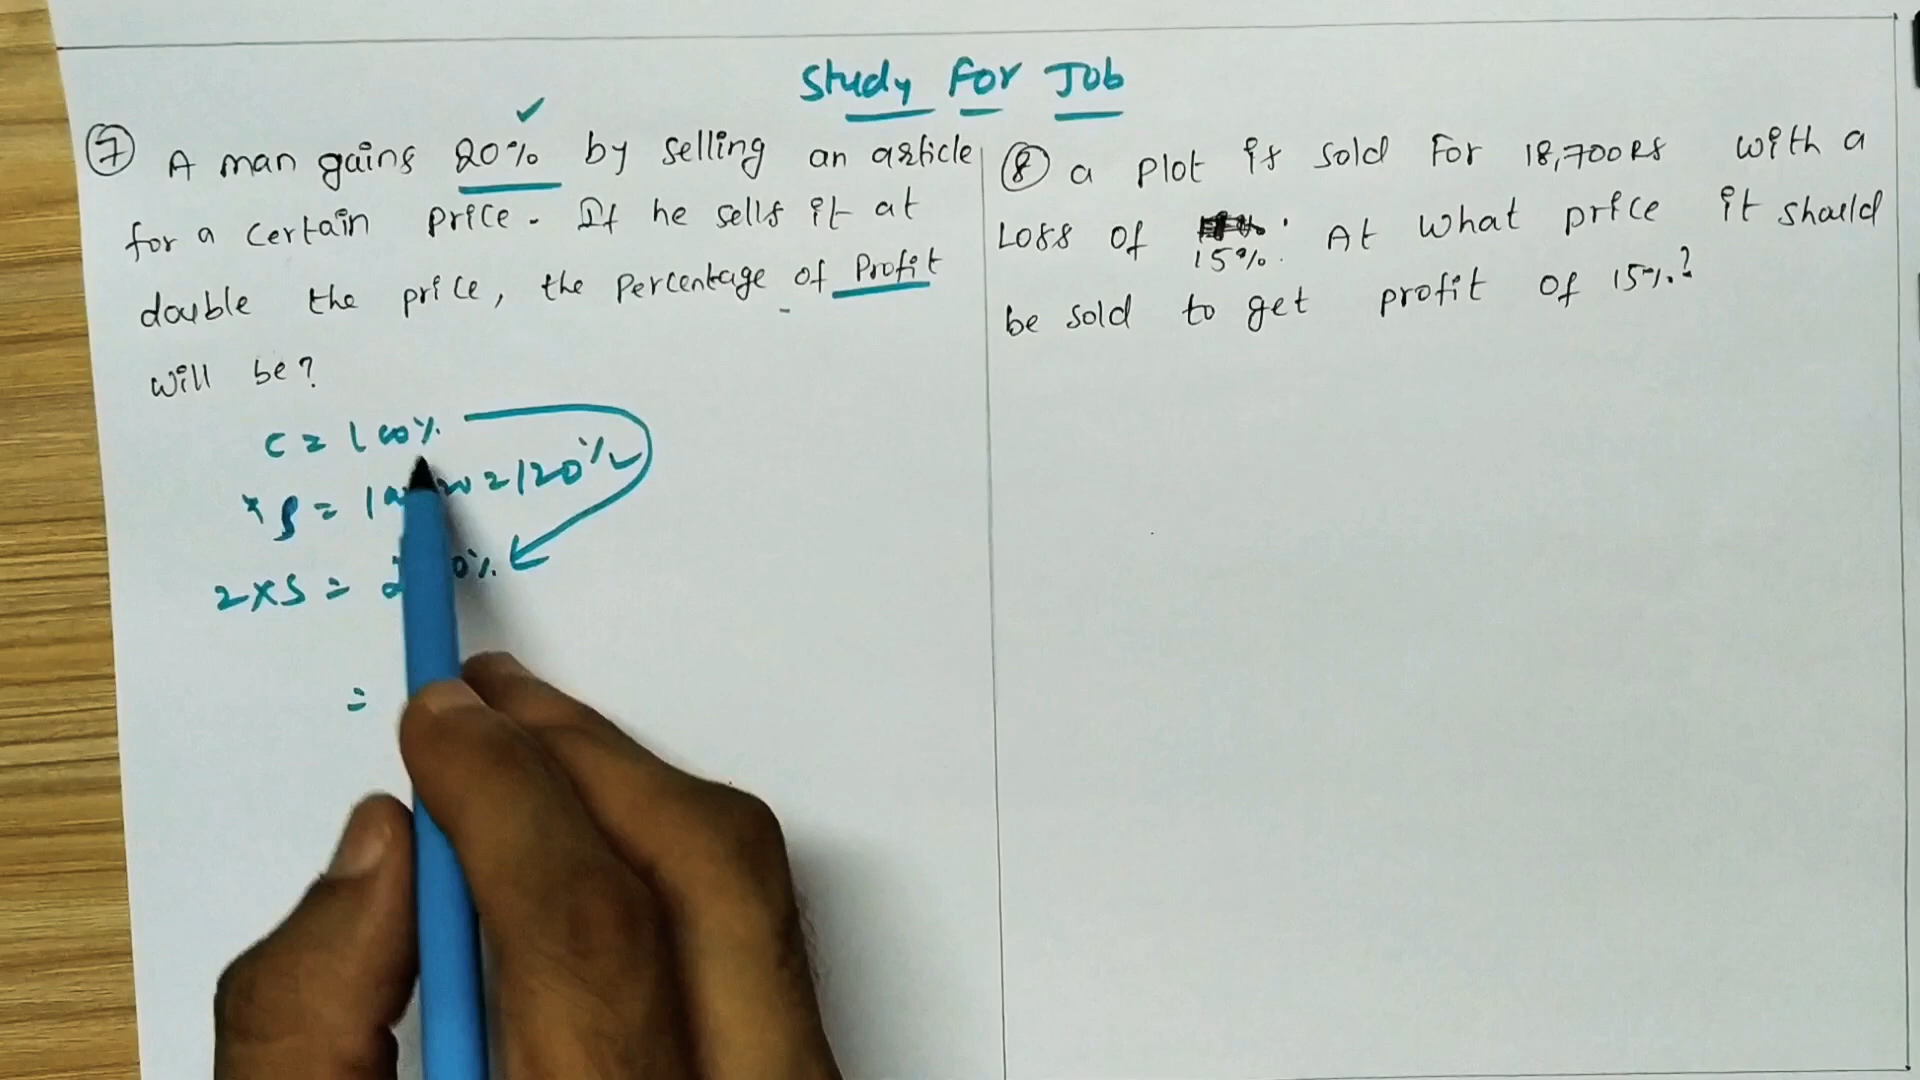 Study For Job
7 A man gains 20% by selling an article
for a certain price. If he sells it at
double the price, the percentage of Profit
will be?
C = 100%
= 120%
2xS = 0%
=
8 a plot is sold for 18,700RS with a
Loss of 15%. At what price it should
be sold to get profit of 15%?